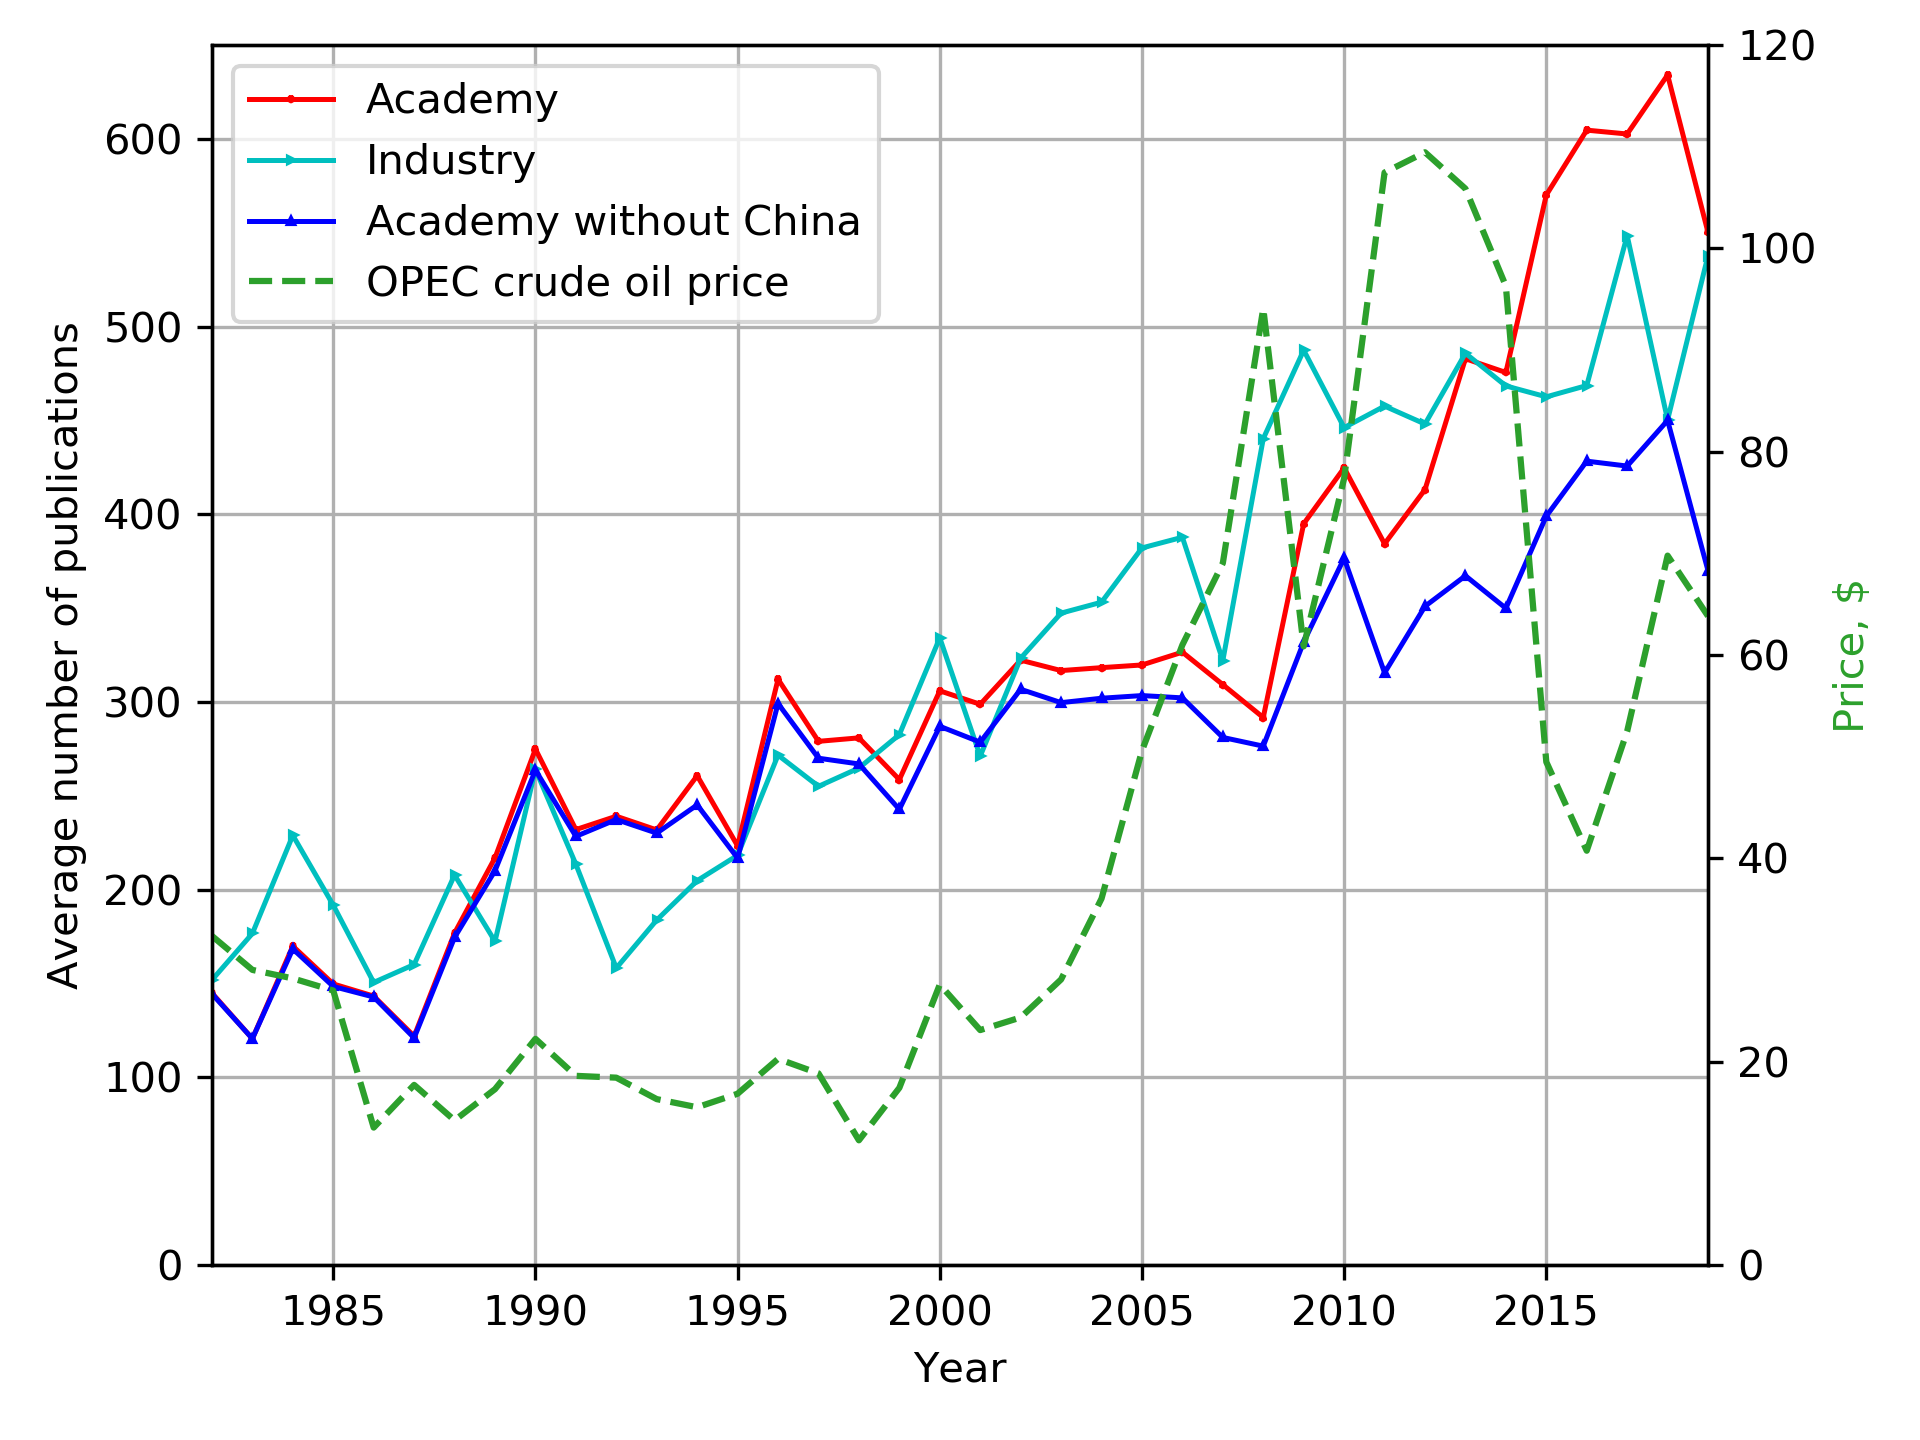 Academy
Industry
Academy without China
OPEC crude oil price
Average number of publications
600
500
400
300
200
100
0
120
100
80
60
40
20
0
Price, $
1985 1990 1995 2000 2005 2010 2015
Year